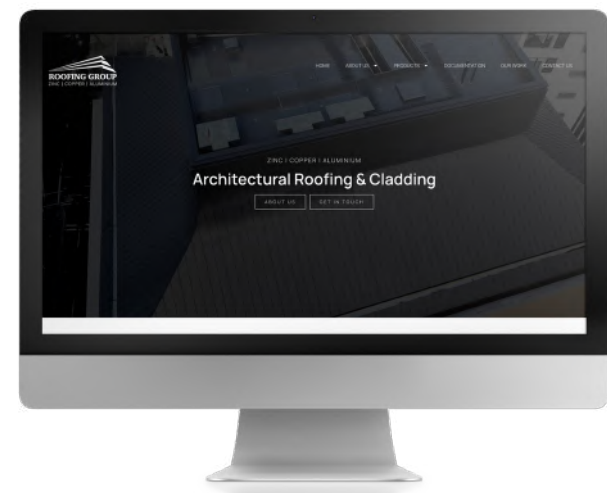 ROOFING GROUP
ZINC | COPPER | ALUMINIUM
HOME ABOUT US PRODUCTS DOCUMENTATION OUR WORK CONTACT US
ZINC | COPPER | ALUMINIUM
Architectural Roofing & Cladding
ABOUT US GET IN TOUCH